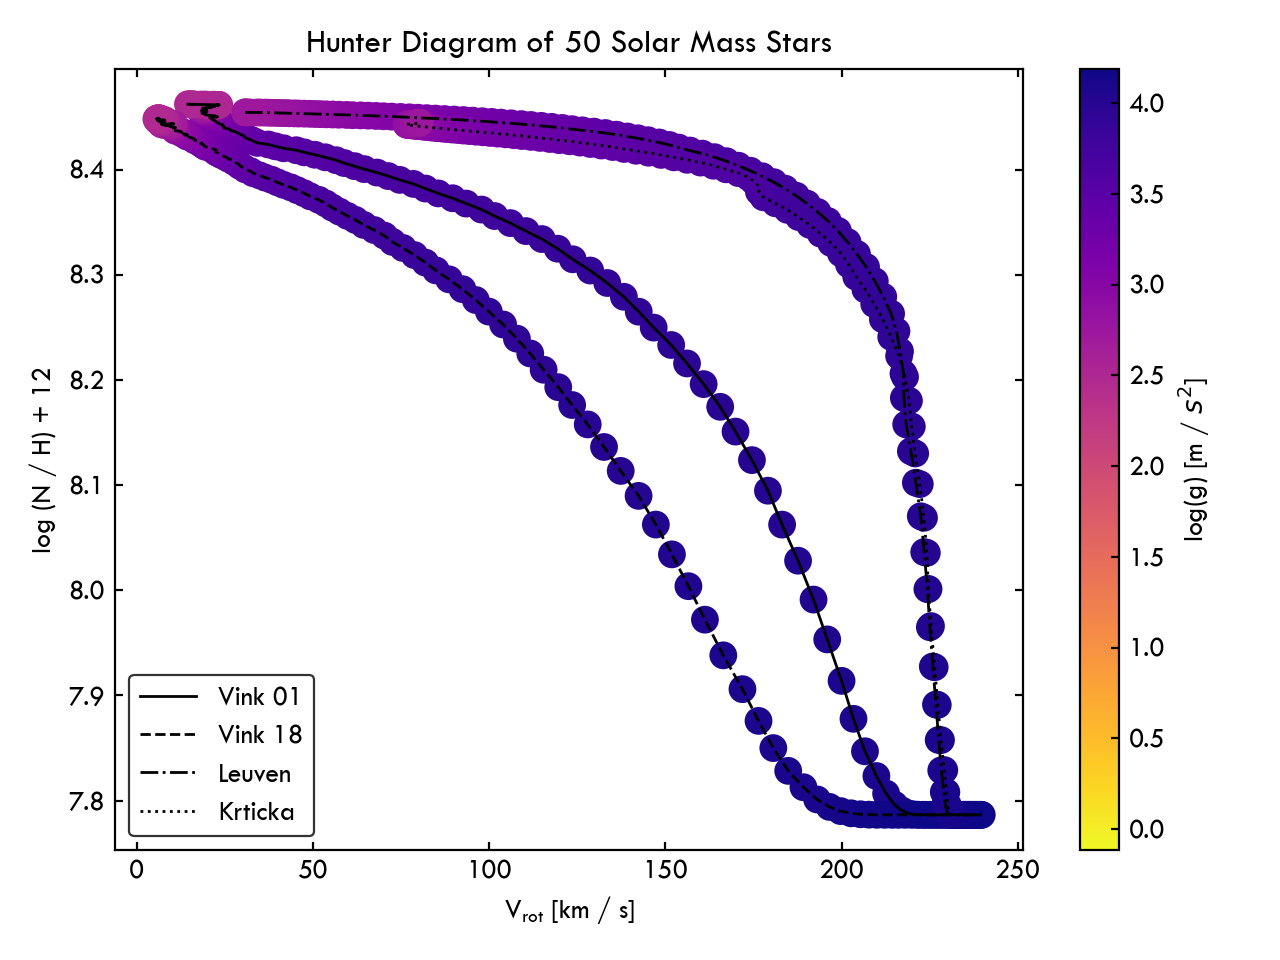 Hunter Diagram of 50 Solar Mass Stars
log (N / H) + 12
8.4
8.3
8.2
8.1
8.0
7.9
7.8
Vink 01
Vink 18
Leuven
Krticka
0
50
100
150
200
250
V_rot [km / s]
4.0
3.5
3.0
2.5
2.0
1.5
1.0
0.5
0.0
log(g) [m / s²]